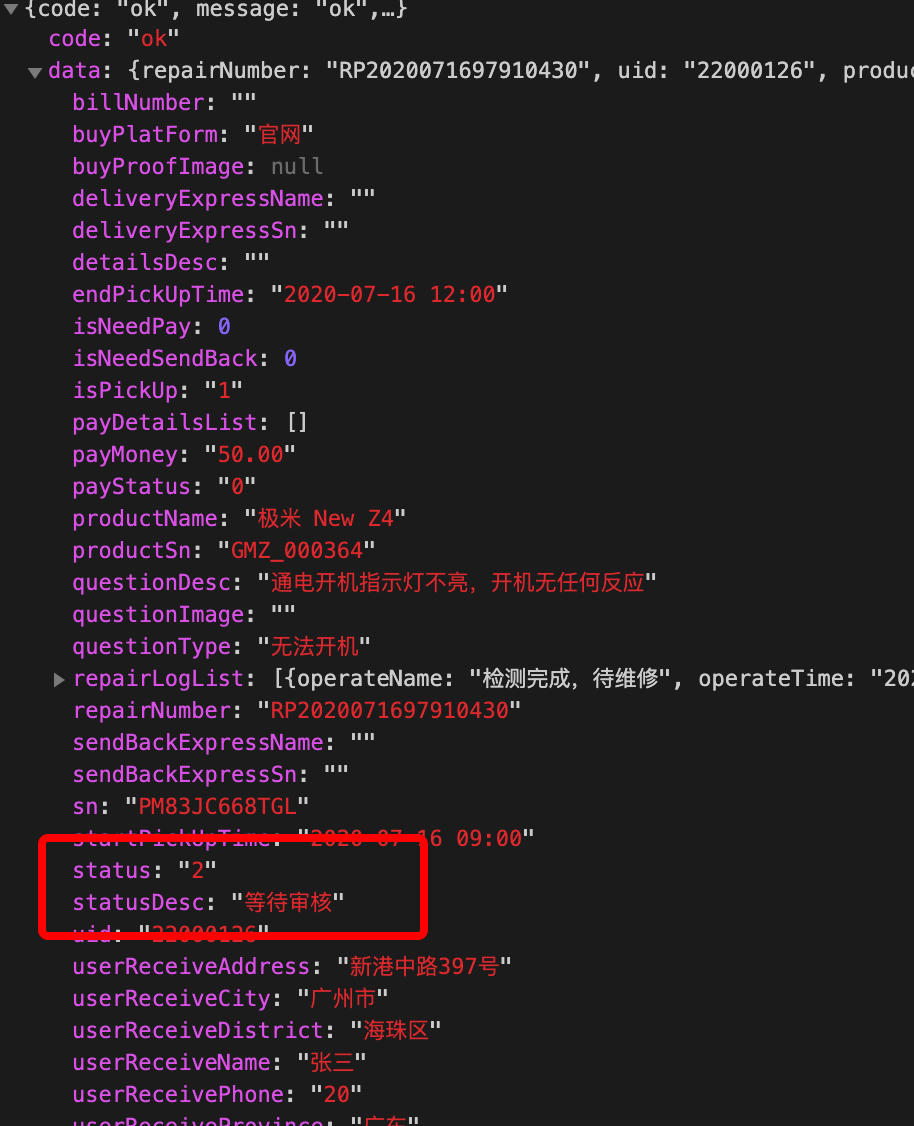 {code: "ok", message: "ok",…}
code: "ok"
data: {repairNumber: "RP2020071697910430", uid: "22000126", produc
billNumber: ""
buyPlatForm: "官网"
buyProofImage: null
deliveryExpressName: ""
deliveryExpressSn: ""
detailsDesc: ""
endPickUpTime: "2020-07-16 12:00"
isNeedPay: 0
isNeedSendBack: 0
isPickUp: "1"
payDetailsList: []
payMoney: "50.00"
payStatus: "0"
productName: "极米 New Z4"
productSn: "GMZ_000364"
questionDesc: "通电开机指示灯不亮，开机无任何反应"
questionImage: ""
questionType: "无法开机"
repairLogList: [{operateName: "检测完成，待维修", operateTime: "202
repairNumber: "RP2020071697910430"
sendBackExpressName: ""
sendBackExpressSn: ""
sn: "PM83JC668TGL"
startPickUpTime: "2020-07-16 09:00"
status: "2"
statusDesc: "等待审核"
uid: "22000126"
userReceiveAddress: "新港中路397号"
userReceiveCity: "广州市"
userReceiveDistrict: "海珠区"
userReceiveName: "张三"
userReceivePhone: "20"
userReceiveProvince: "广东"